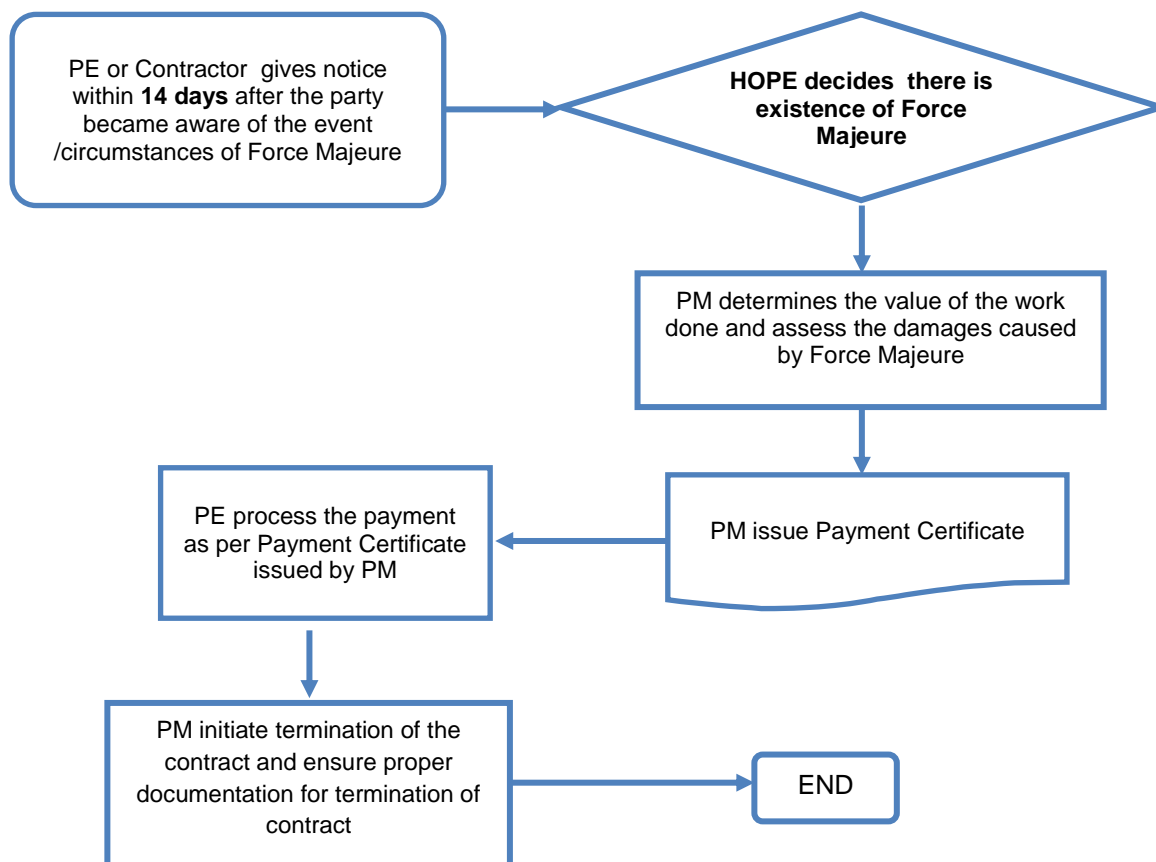 PE or Contractor gives notice
within 14 days after the party
became aware of the event
/circumstances of Force Majeure
HOPE decides there is
existence of Force
Majeure
PM determines the value of the work
done and assess the damages caused
by Force Majeure
PM issue Payment Certificate
PE process the payment
as per Payment Certificate
issued by PM
PM initiate termination of the
contract and ensure proper
documentation for termination of
contract
END